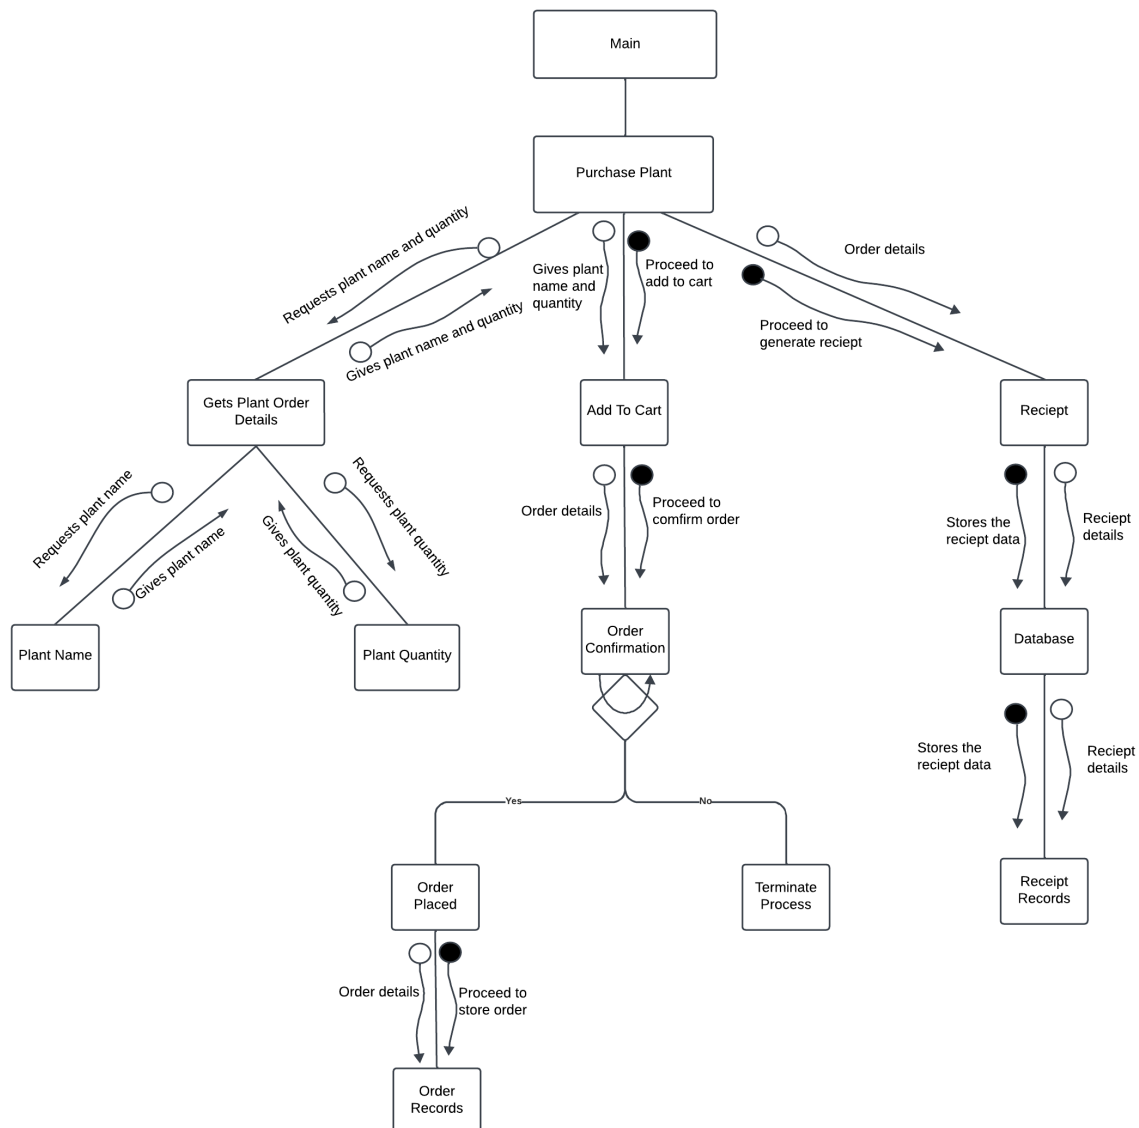 Main
Purchase Plant
Requests plant name and quantity
Gives plant name and quantity
Gives plant
name and
quantity
Proceed to
add to cart
Order details
Proceed to
generate reciept
Gets Plant Order
Details
Add To Cart
Reciept
Requests plant name
Gives plant name
Gives plant quantity
Requests plant quantity
Order details
Proceed to
comfirm order
Stores the
reciept data
Reciept
details
Plant Name
Plant Quantity
Order
Confirmation
Database
Stores the
reciept data
Reciept
details
Yes
No
Order
Placed
Terminate
Process
Receipt
Records
Order details
Proceed to
store order
Order
Records